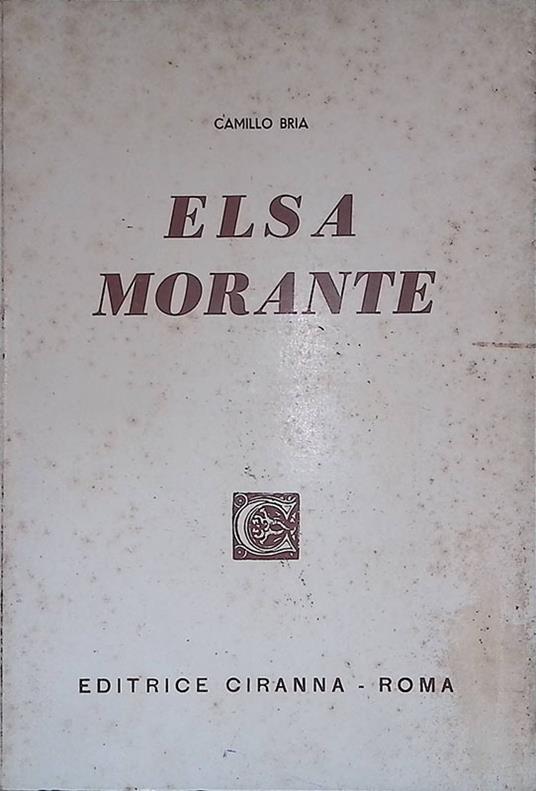 CAMILLO BRIA
ELSA
MORANTE
C
EDITRICE CIRANNA - ROMA